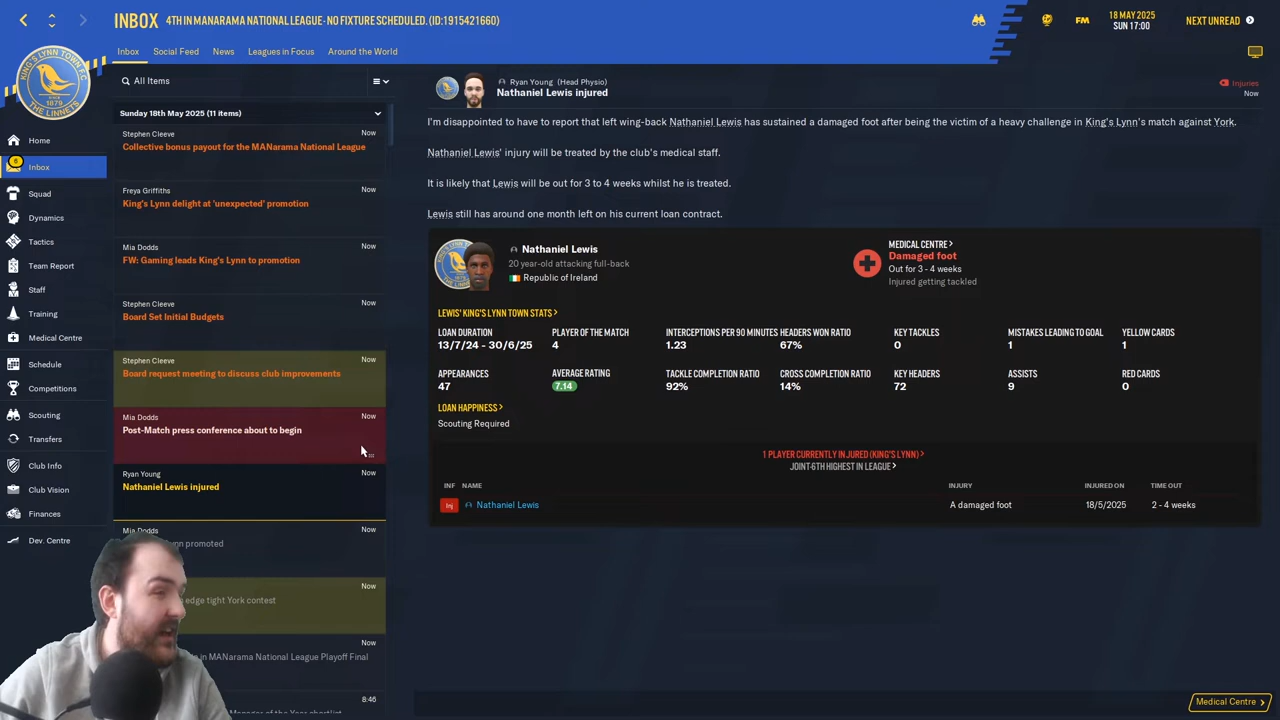 INBOX
4TH IN MANARAMA NATIONAL LEAGUE - NO FIXTURE SCHEDULED. (ID:1915421660)
FM
18 MAY 2025
SUN 17:00
NEXT UNREAD
Inbox
Social Feed
News
Leagues in Focus
Around the World
KING'S LYNN TOWN F.C
1879
THE LINNETS
All Items
Home
6
Inbox
Squad
Dynamics
Tactics
Team Report
Staff
Training
Medical Centre
Schedule
Competitions
Scouting
Transfers
Club Info
Club Vision
Finances
Dev. Centre
Sunday 18th May 2025 (11 items)
Stephen Cleeve
Now
Collective bonus payout for the MANarama National League
Freya Griffiths
Now
King's Lynn delight at 'unexpected' promotion
Mia Dodds
Now
FW: Gaming leads King's Lynn to promotion
Stephen Cleeve
Now
Board Set Initial Budgets
Stephen Cleeve
Now
Board request meeting to discuss club improvements
Mia Dodds
Now
Post-Match press conference about to begin
Ryan Young
Now
Nathaniel Lewis injured
Mia Dodds
Now
promoted
Now
edge tight York contest
Now
in MANarama National League Playoff Final
8:46
Manager of the Year shortlist
Ryan Young (Head Physio)
Nathaniel Lewis injured
Injuries
Now
I'm disappointed to have to report that left wing-back Nathaniel Lewis has sustained a damaged foot after being the victim of a heavy challenge in King's Lynn's match against York.
Nathaniel Lewis' injury will be treated by the club's medical staff.
It is likely that Lewis will be out for 3 to 4 weeks whilst he is treated.
Lewis still has around one month left on his current loan contract.
Nathaniel Lewis
20 year-old attacking full-back
Republic of Ireland
MEDICAL CENTRE >
Damaged foot
Out for 3 - 4 weeks
Injured getting tackled
LEWIS' KING'S LYNN TOWN STATS >
LOAN DURATION
13/7/24 - 30/6/25
PLAYER OF THE MATCH
4
INTERCEPTIONS PER 90 MINUTES
1.23
HEADERS WON RATIO
67%
KEY TACKLES
0
MISTAKES LEADING TO GOAL
1
YELLOW CARDS
1
APPEARANCES
47
AVERAGE RATING
7.14
TACKLE COMPLETION RATIO
92%
CROSS COMPLETION RATIO
14%
KEY HEADERS
72
ASSISTS
9
RED CARDS
0
LOAN HAPPINESS >
Scouting Required
1 PLAYER CURRENTLY INJURED (KING'S LYNN) >
JOINT-6TH HIGHEST IN LEAGUE >
INF NAME INJURY INJURED ON TIME OUT
Inj Nathaniel Lewis A damaged foot 18/5/2025 2 - 4 weeks
Medical Centre >